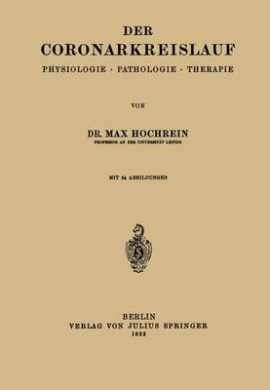 DER
CORONARKREISLAUF
PHYSIOLOGIE · PATHOLOGIE · THERAPIE
VON
DR. MAX HOCHREIN
PROFESSOR AN DER UNIVERSITÄT LEIPZIG
MIT 54 ABBILDUNGEN
BERLIN
VERLAG VON JULIUS SPRINGER
1932